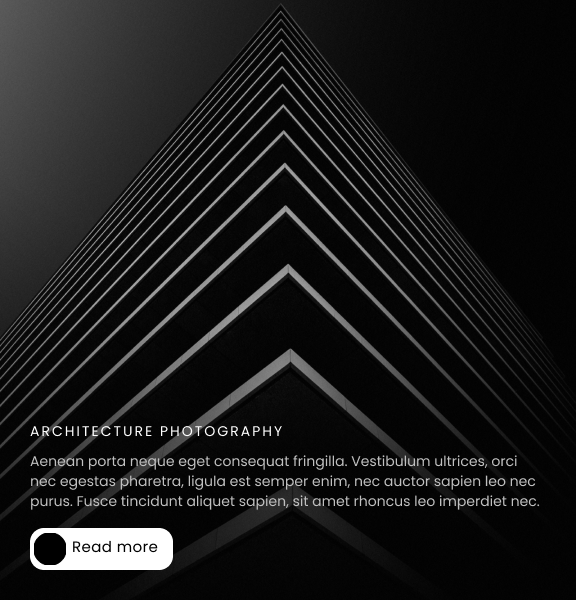 ARCHITECTURE PHOTOGRAPHY
Aenean porta neque eget consequat fringilla. Vestibulum ultrices, orci
nec egestas pharetra, ligula est semper enim, nec auctor sapien leo nec
purus. Fusce tincidunt aliquet sapien, sit amet rhoncus leo imperdiet nec.
Read more